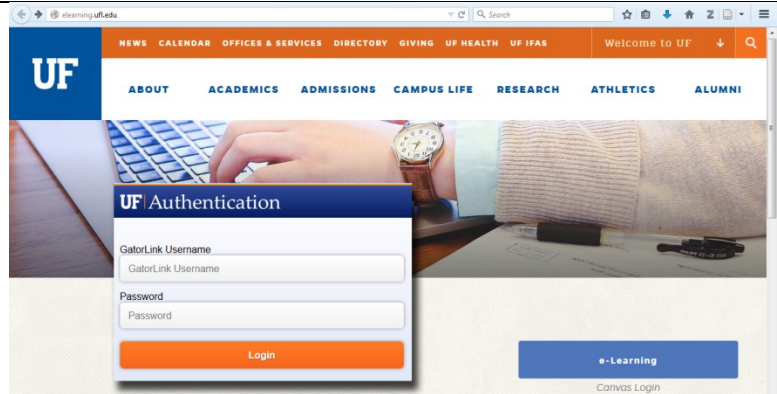 elearning.ufl.edu
Search
NEWS CALENDAR OFFICES & SERVICES DIRECTORY GIVING UF HEALTH UF IFAS Welcome to UF
UF
ABOUT ACADEMICS ADMISSIONS CAMPUS LIFE RESEARCH ATHLETICS ALUMNI
UF Authentication
GatorLink Username
GatorLink Username
Password
Password
Login
e-Learning
Canvas Login